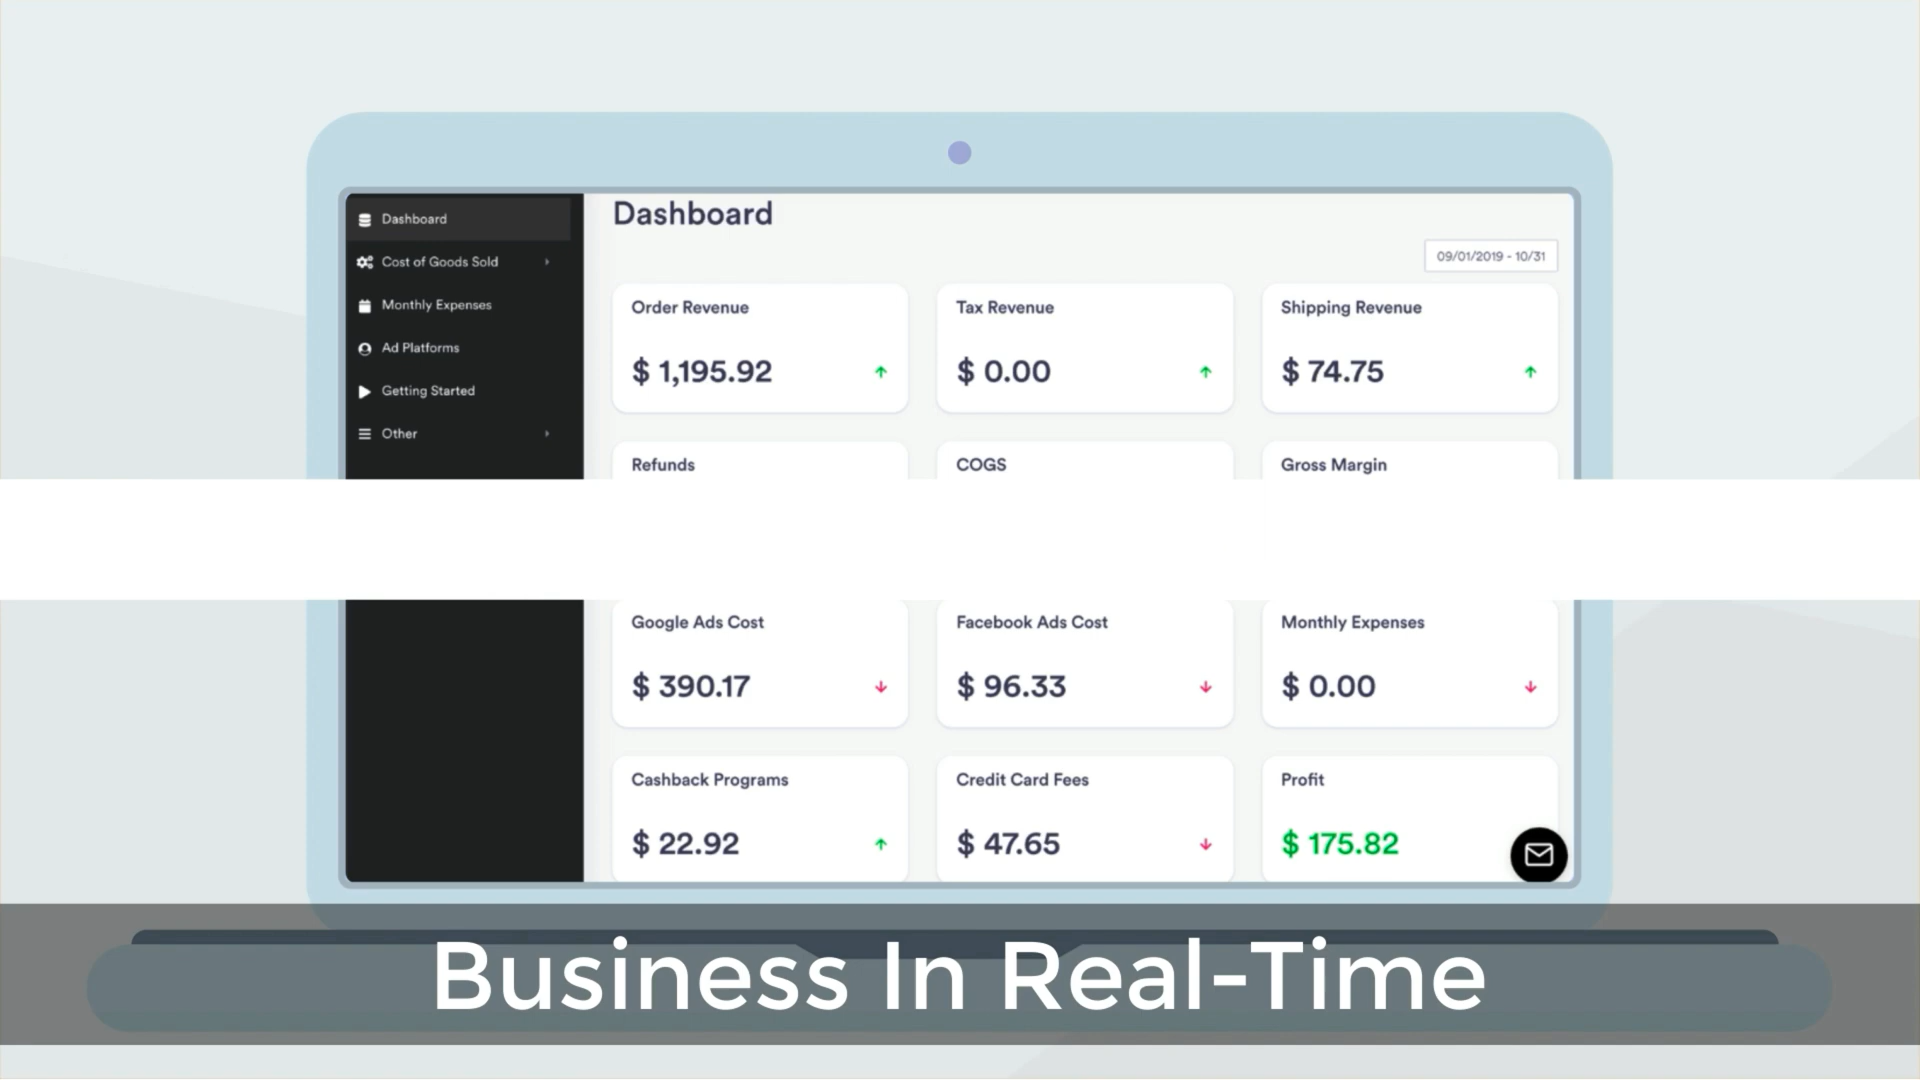 Dashboard
Cost of Goods Sold
Monthly Expenses
Ad Platforms
Getting Started
Other
Dashboard
09/01/2019 - 10/31
Order Revenue
$ 1,195.92
Tax Revenue
$ 0.00
Shipping Revenue
$ 74.75
Refunds
COGS
Gross Margin
Google Ads Cost
$ 390.17
Facebook Ads Cost
$ 96.33
Monthly Expenses
$ 0.00
Cashback Programs
$ 22.92
Credit Card Fees
$ 47.65
Profit
$ 175.82
Business In Real-Time